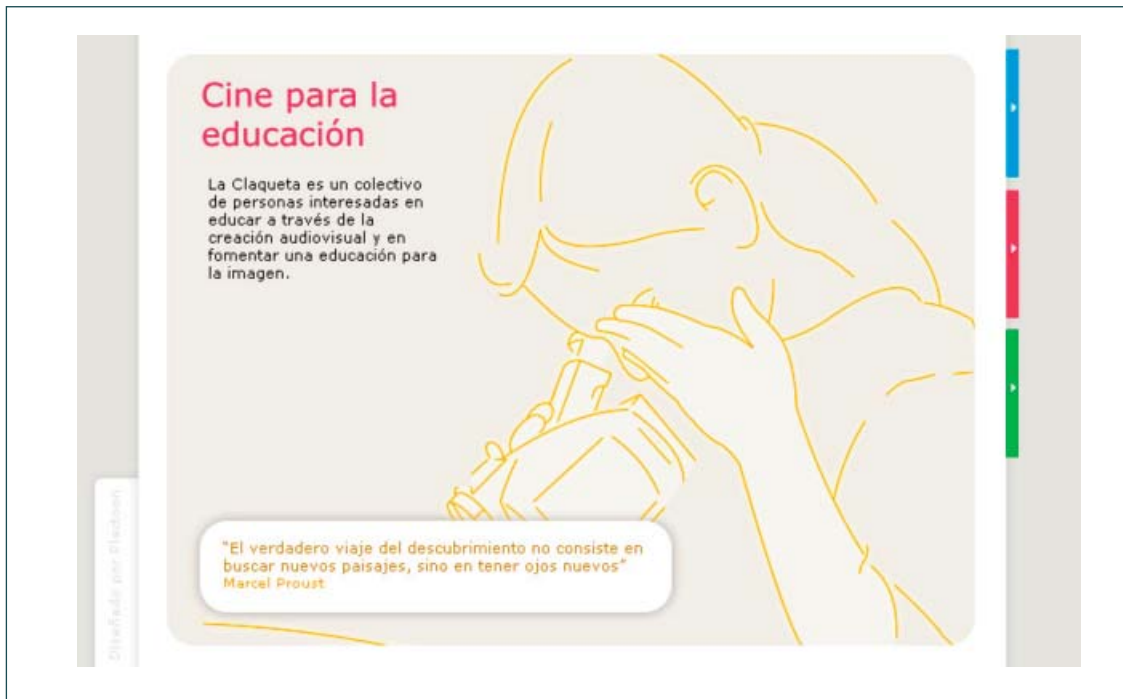 Cine para la
educación
La Claqueta es un colectivo
de personas interesadas en
educar a través de la
creación audiovisual y en
fomentar una educación para
la imagen.
"El verdadero viaje del descubrimiento no consiste en
buscar nuevos paisajes, sino en tener ojos nuevos"
Marcel Proust
Diseñado por